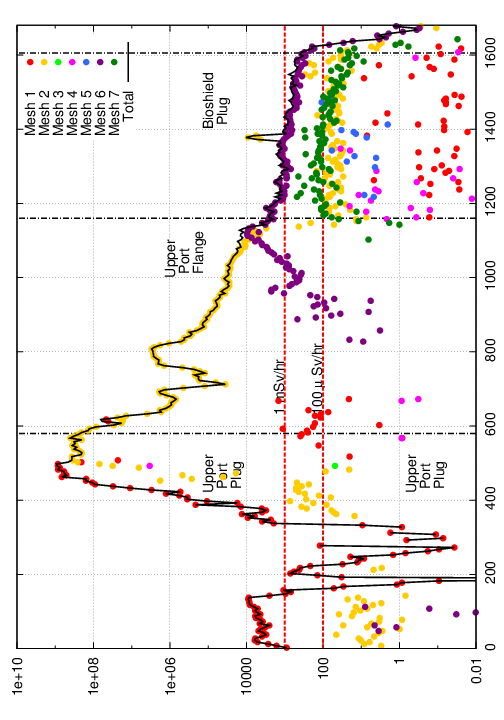 Mesh 1
Mesh 2
Mesh 3
Mesh 4
Mesh 5
Mesh 6
Mesh 7
Total
Bioshield
Plug
Upper
Port
Flange
1 mSv/hr
100 μ Sv/hr
Upper
Port
Plug
Upper
Port
Plug
1e+10
1e+08
1e+06
10000
100
1
0.01
0
200
400
600
800
1000
1200
1400
1600